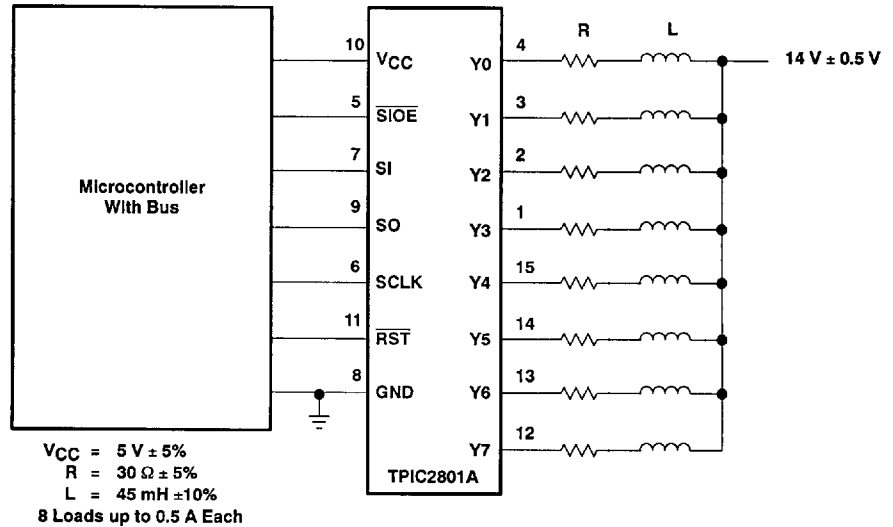 R L
10 VCC Y0 4 14 V ± 0.5 V
5 SIOE Y1 3
7 SI Y2 2
Microcontroller
With Bus
9 SO Y3 1
6 SCLK Y4 15
11 RST Y5 14
8 GND Y6 13
Y7 12
TPIC2801A
VCC = 5 V ± 5%
R = 30 Ω ± 5%
L = 45 mH ±10%
8 Loads up to 0.5 A Each